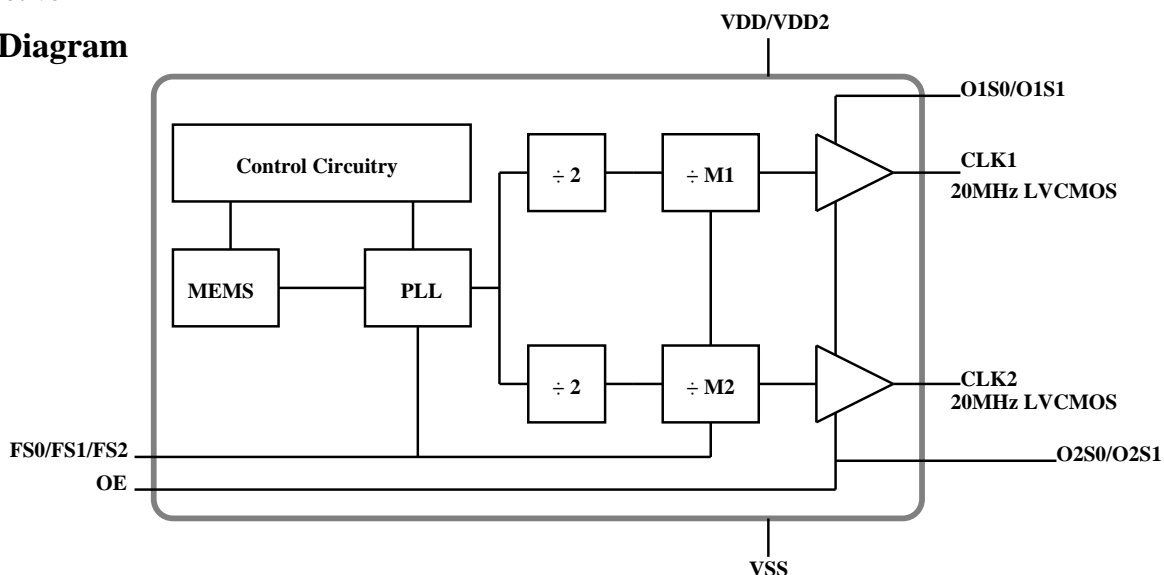 Diagram
VDD/VDD2
O1S0/O1S1
Control Circuitry
÷ 2
÷ M1
CLK1
20MHz LVCMOS
MEMS
PLL
÷ 2
÷ M2
CLK2
20MHz LVCMOS
FS0/FS1/FS2
O2S0/O2S1
OE
VSS